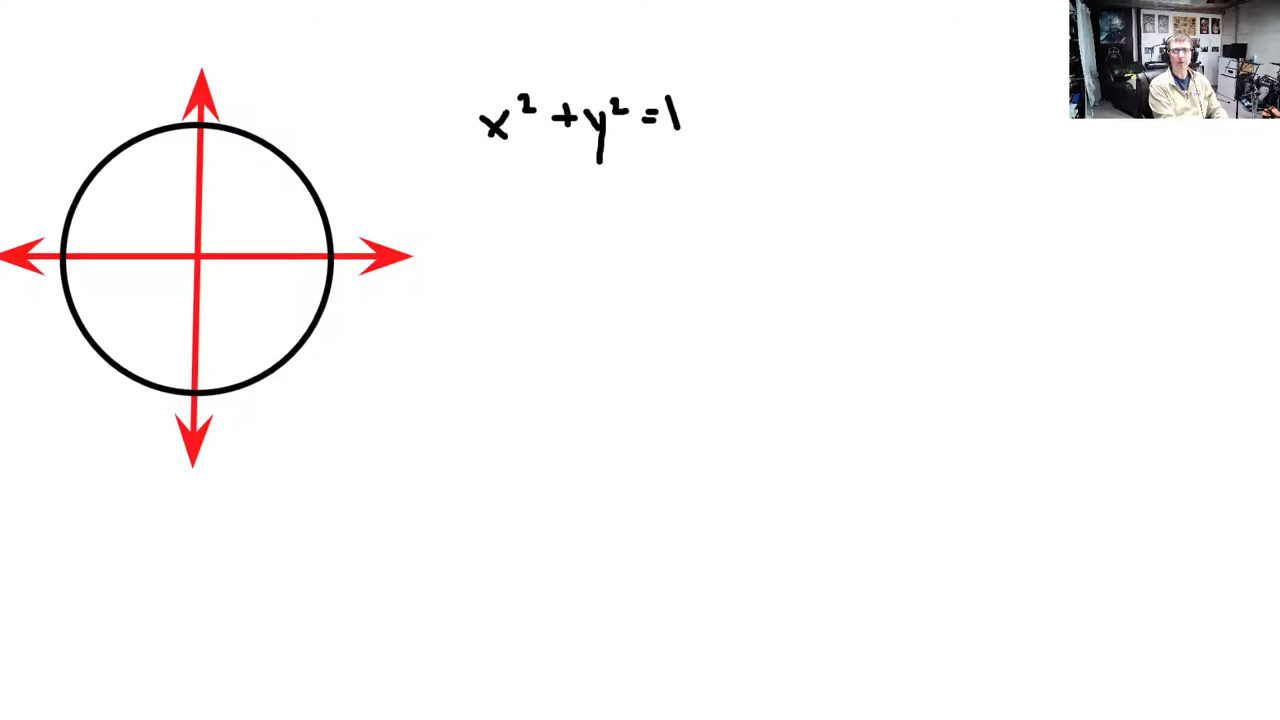 x² + y² = 1